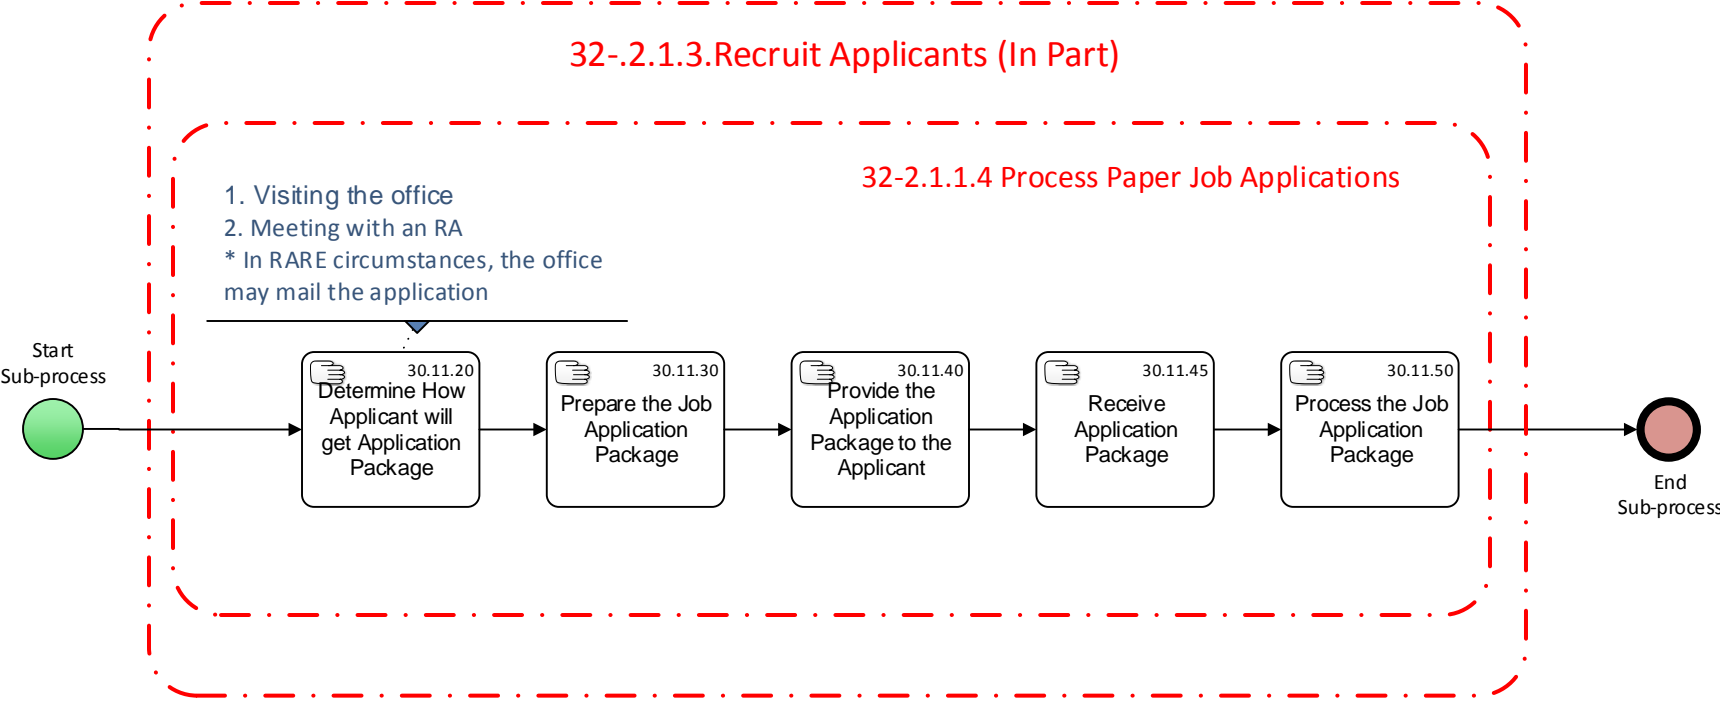 32-.2.1.3.Recruit Applicants (In Part)
32-2.1.1.4 Process Paper Job Applications
1. Visiting the office
2. Meeting with an RA
* In RARE circumstances, the office
may mail the application
Start
Sub-process
30.11.20
Determine How
Applicant will
get Application
Package
30.11.30
Prepare the Job
Application
Package
30.11.40
Provide the
Application
Package to the
Applicant
30.11.45
Receive
Application
Package
30.11.50
Process the Job
Application
Package
End
Sub-process